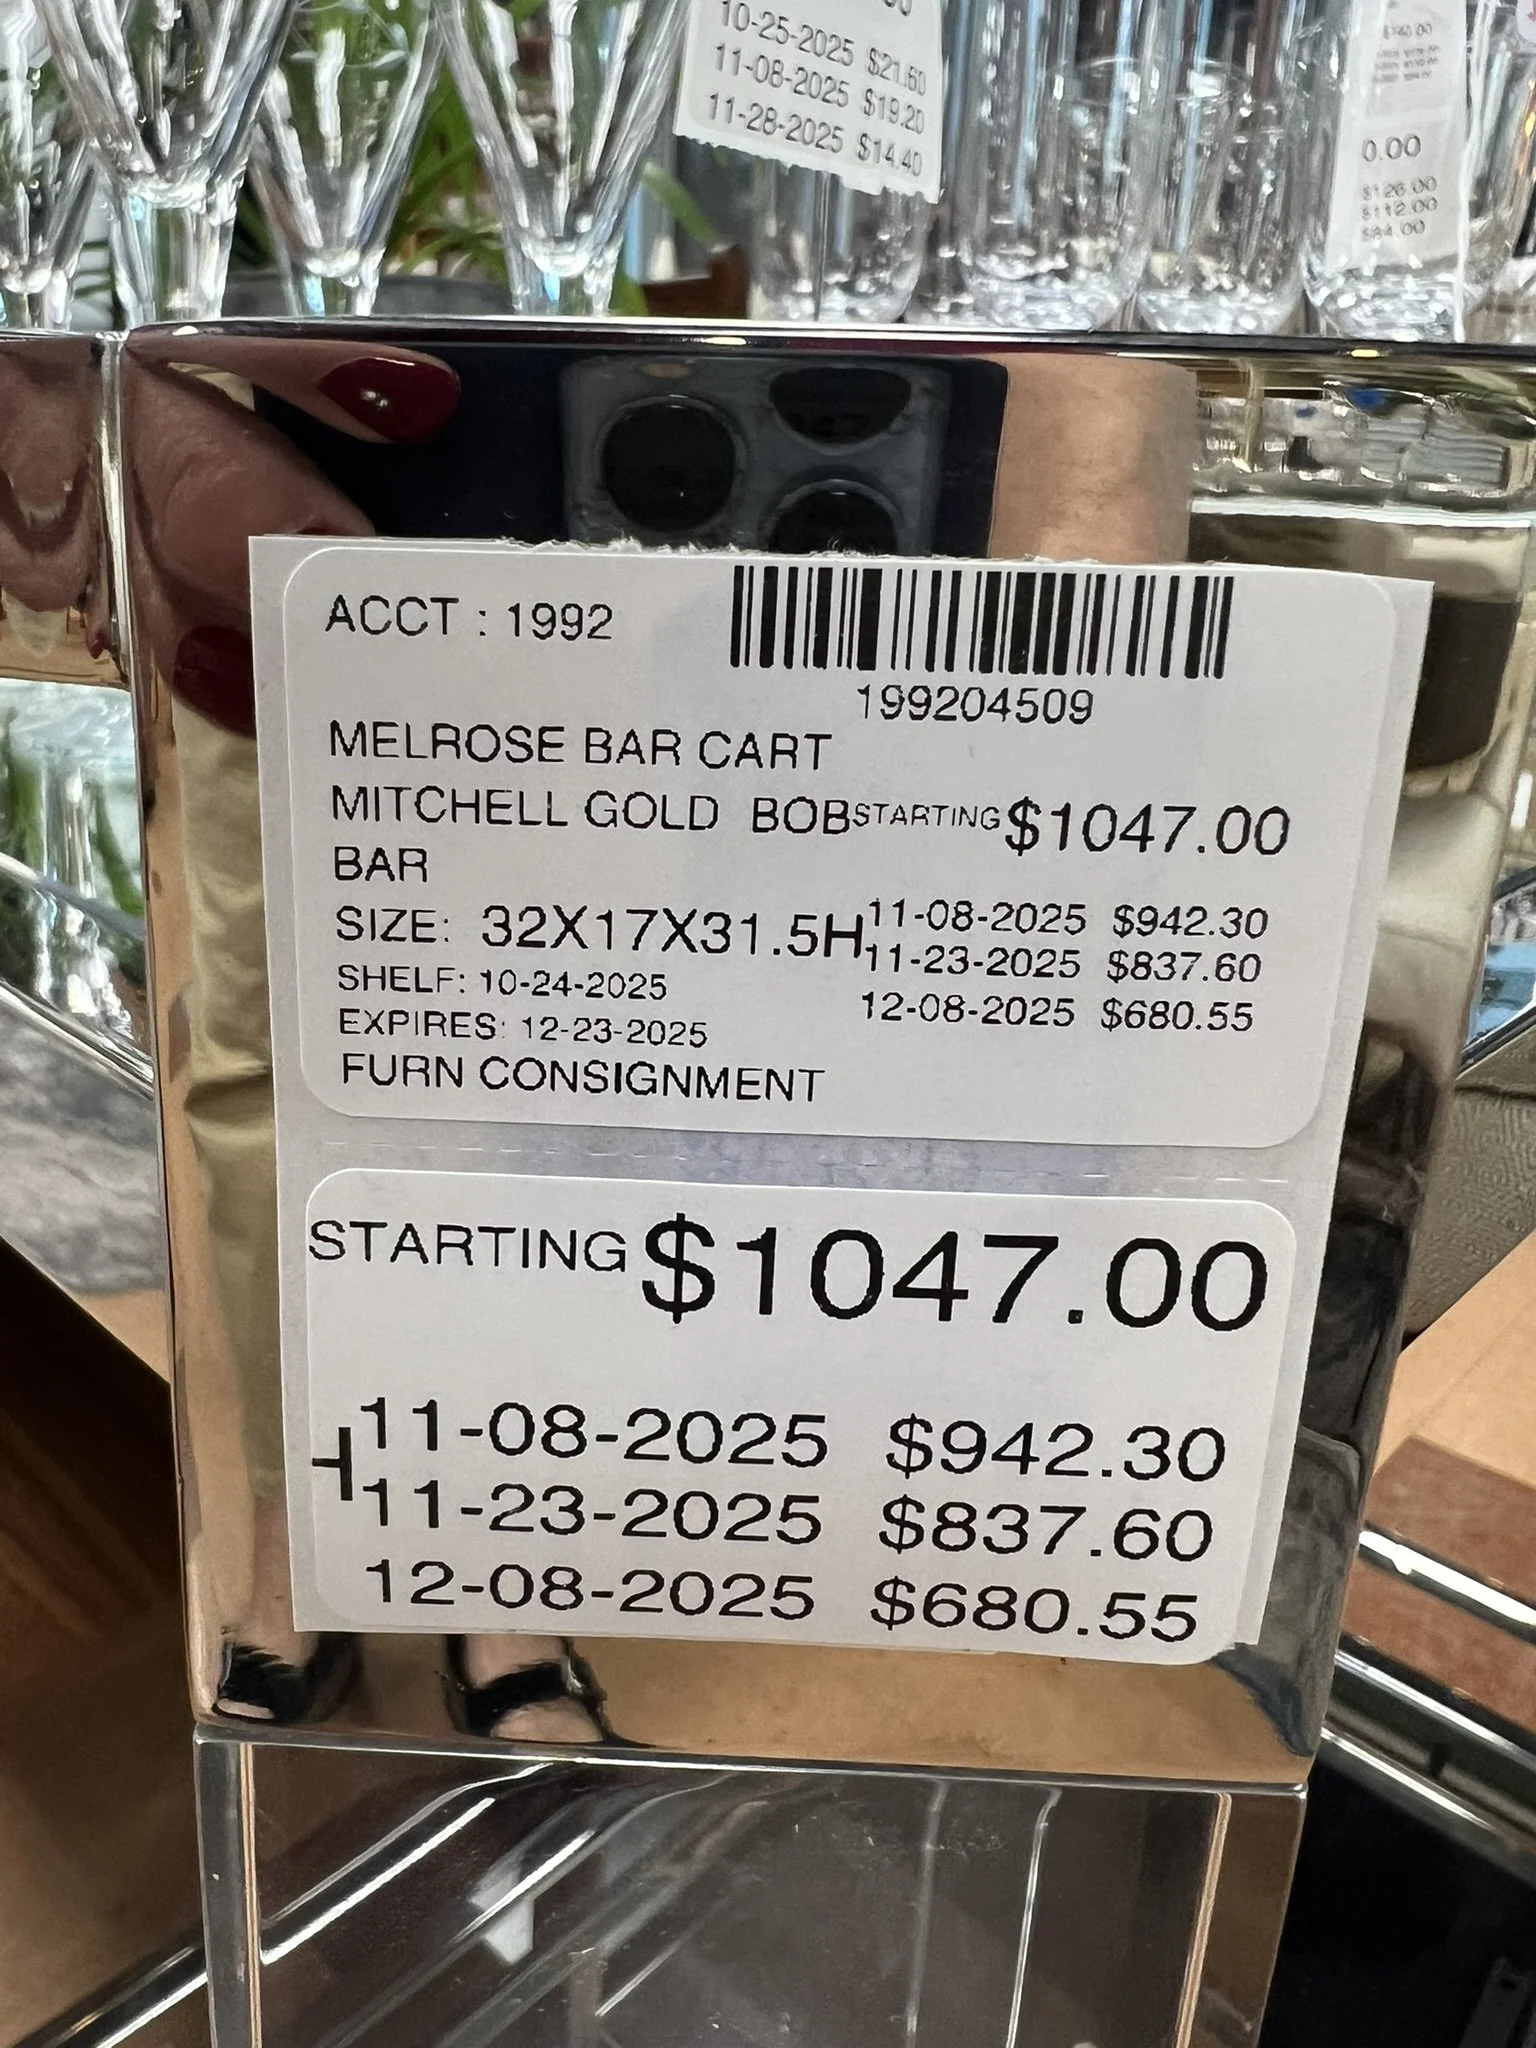 10-25-2025 $21.60
11-08-2025 $19.20
11-28-2025 $14.40
$140.00
0.00
$126.00
$112.00
$84.00
ACCT : 1992
199204509
MELROSE BAR CART
MITCHELL GOLD BOB STARTING $1047.00
BAR
SIZE: 32X17X31.5H 11-08-2025 $942.30
11-23-2025 $837.60
SHELF: 10-24-2025
12-08-2025 $680.55
EXPIRES: 12-23-2025
FURN CONSIGNMENT
STARTING $1047.00
H 11-08-2025 $942.30
11-23-2025 $837.60
12-08-2025 $680.55